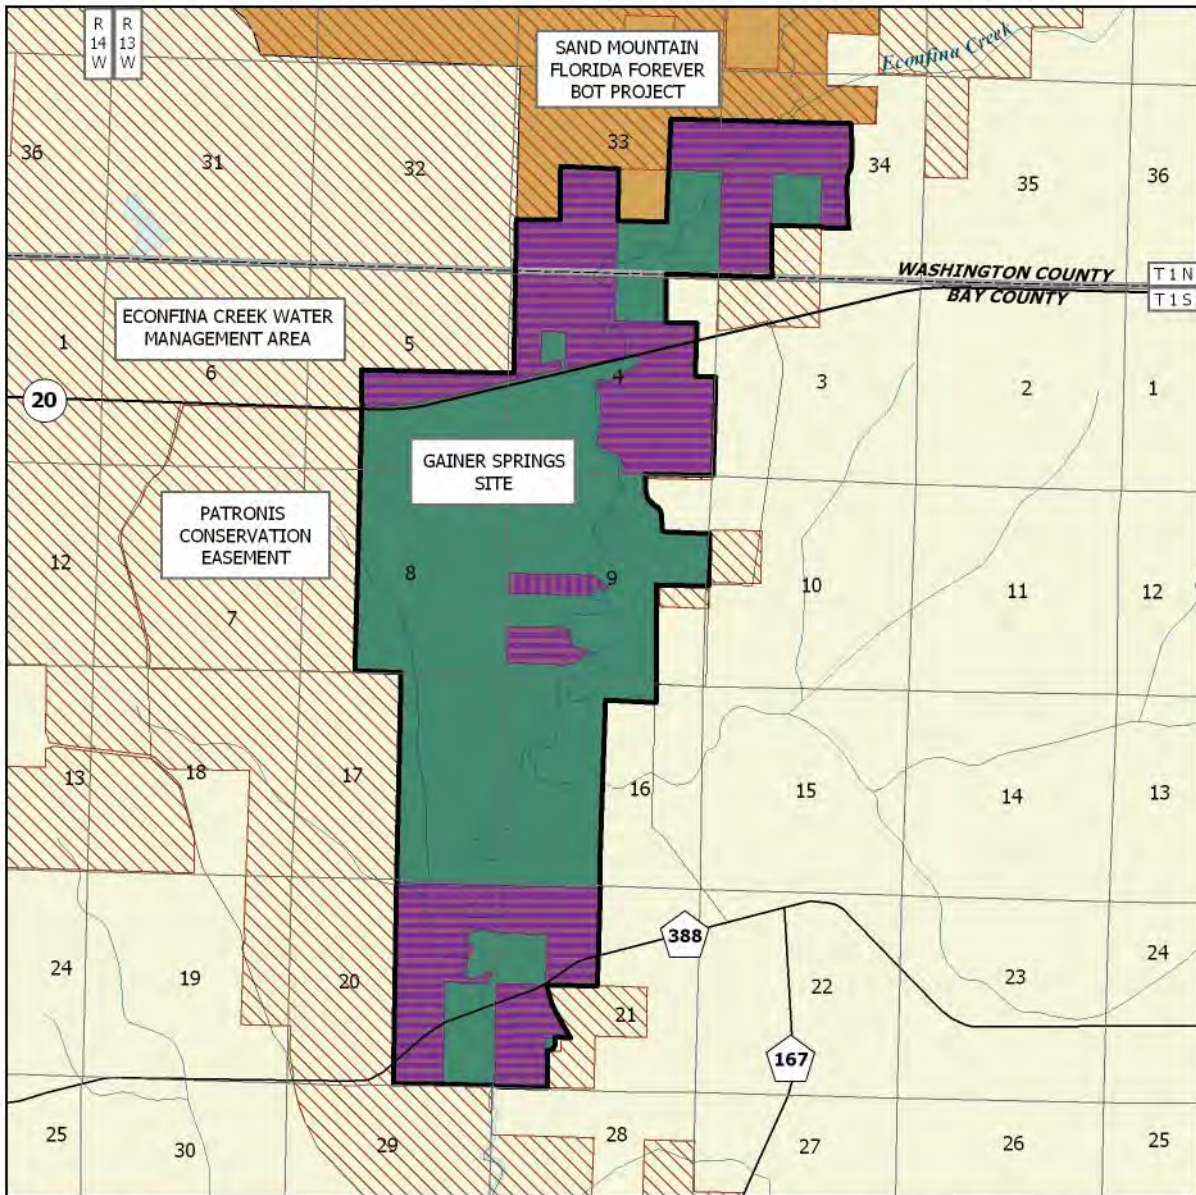 R
14
W
R
13
W
SAND MOUNTAIN
FLORIDA FOREVER
BOT PROJECT
Econfina Creek
36
31
32
33
34
35
36
WASHINGTON COUNTY
BAY COUNTY
T 1 N
T 1 S
ECONFINA CREEK WATER
MANAGEMENT AREA
1
6
5
4
3
2
1
20
GAINER SPRINGS
SITE
PATRONIS
CONSERVATION
EASEMENT
12
7
8
9
10
11
12
13
18
17
16
15
14
13
388
24
19
20
21
22
23
24
167
25
30
29
28
27
26
25